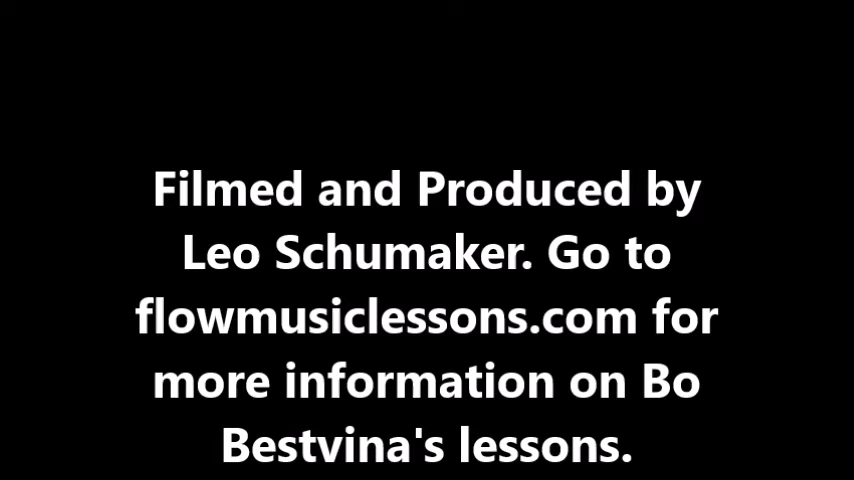 Filmed and Produced by
Leo Schumaker. Go to
flowmusiclessons.com for
more information on Bo
Bestvina's lessons.